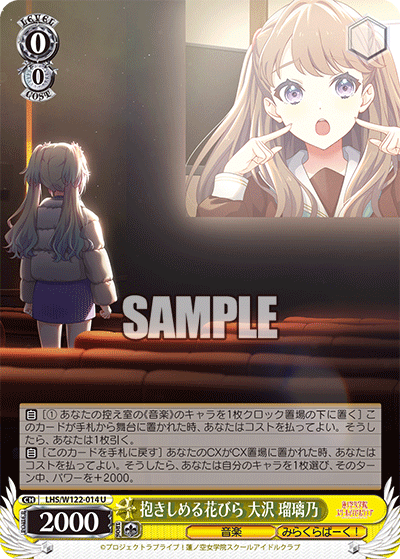 LEVEL
0
0
COST
SAMPLE
[① あなたの控え室の《音楽》のキャラを1枚クロック置場の下に置く] こ
のカードが手札から舞台に置かれた時、あなたはコストを払ってよい。そうし
たら、あなたは1枚引く。
[このカードを手札に戻す] あなたのCXがCX置場に置かれた時、あなたは
コストを払ってよい。そうしたら、あなたは自分のキャラを1枚選び、そのター
ン中、パワーを+2000。
CH LHS/W122-014 U
抱きしめる花びら 大沢 瑠璃乃
2000
音楽
みらくらぱーく！
©プロジェクトラブライブ！蓮ノ空女学院スクールアイドルクラブ